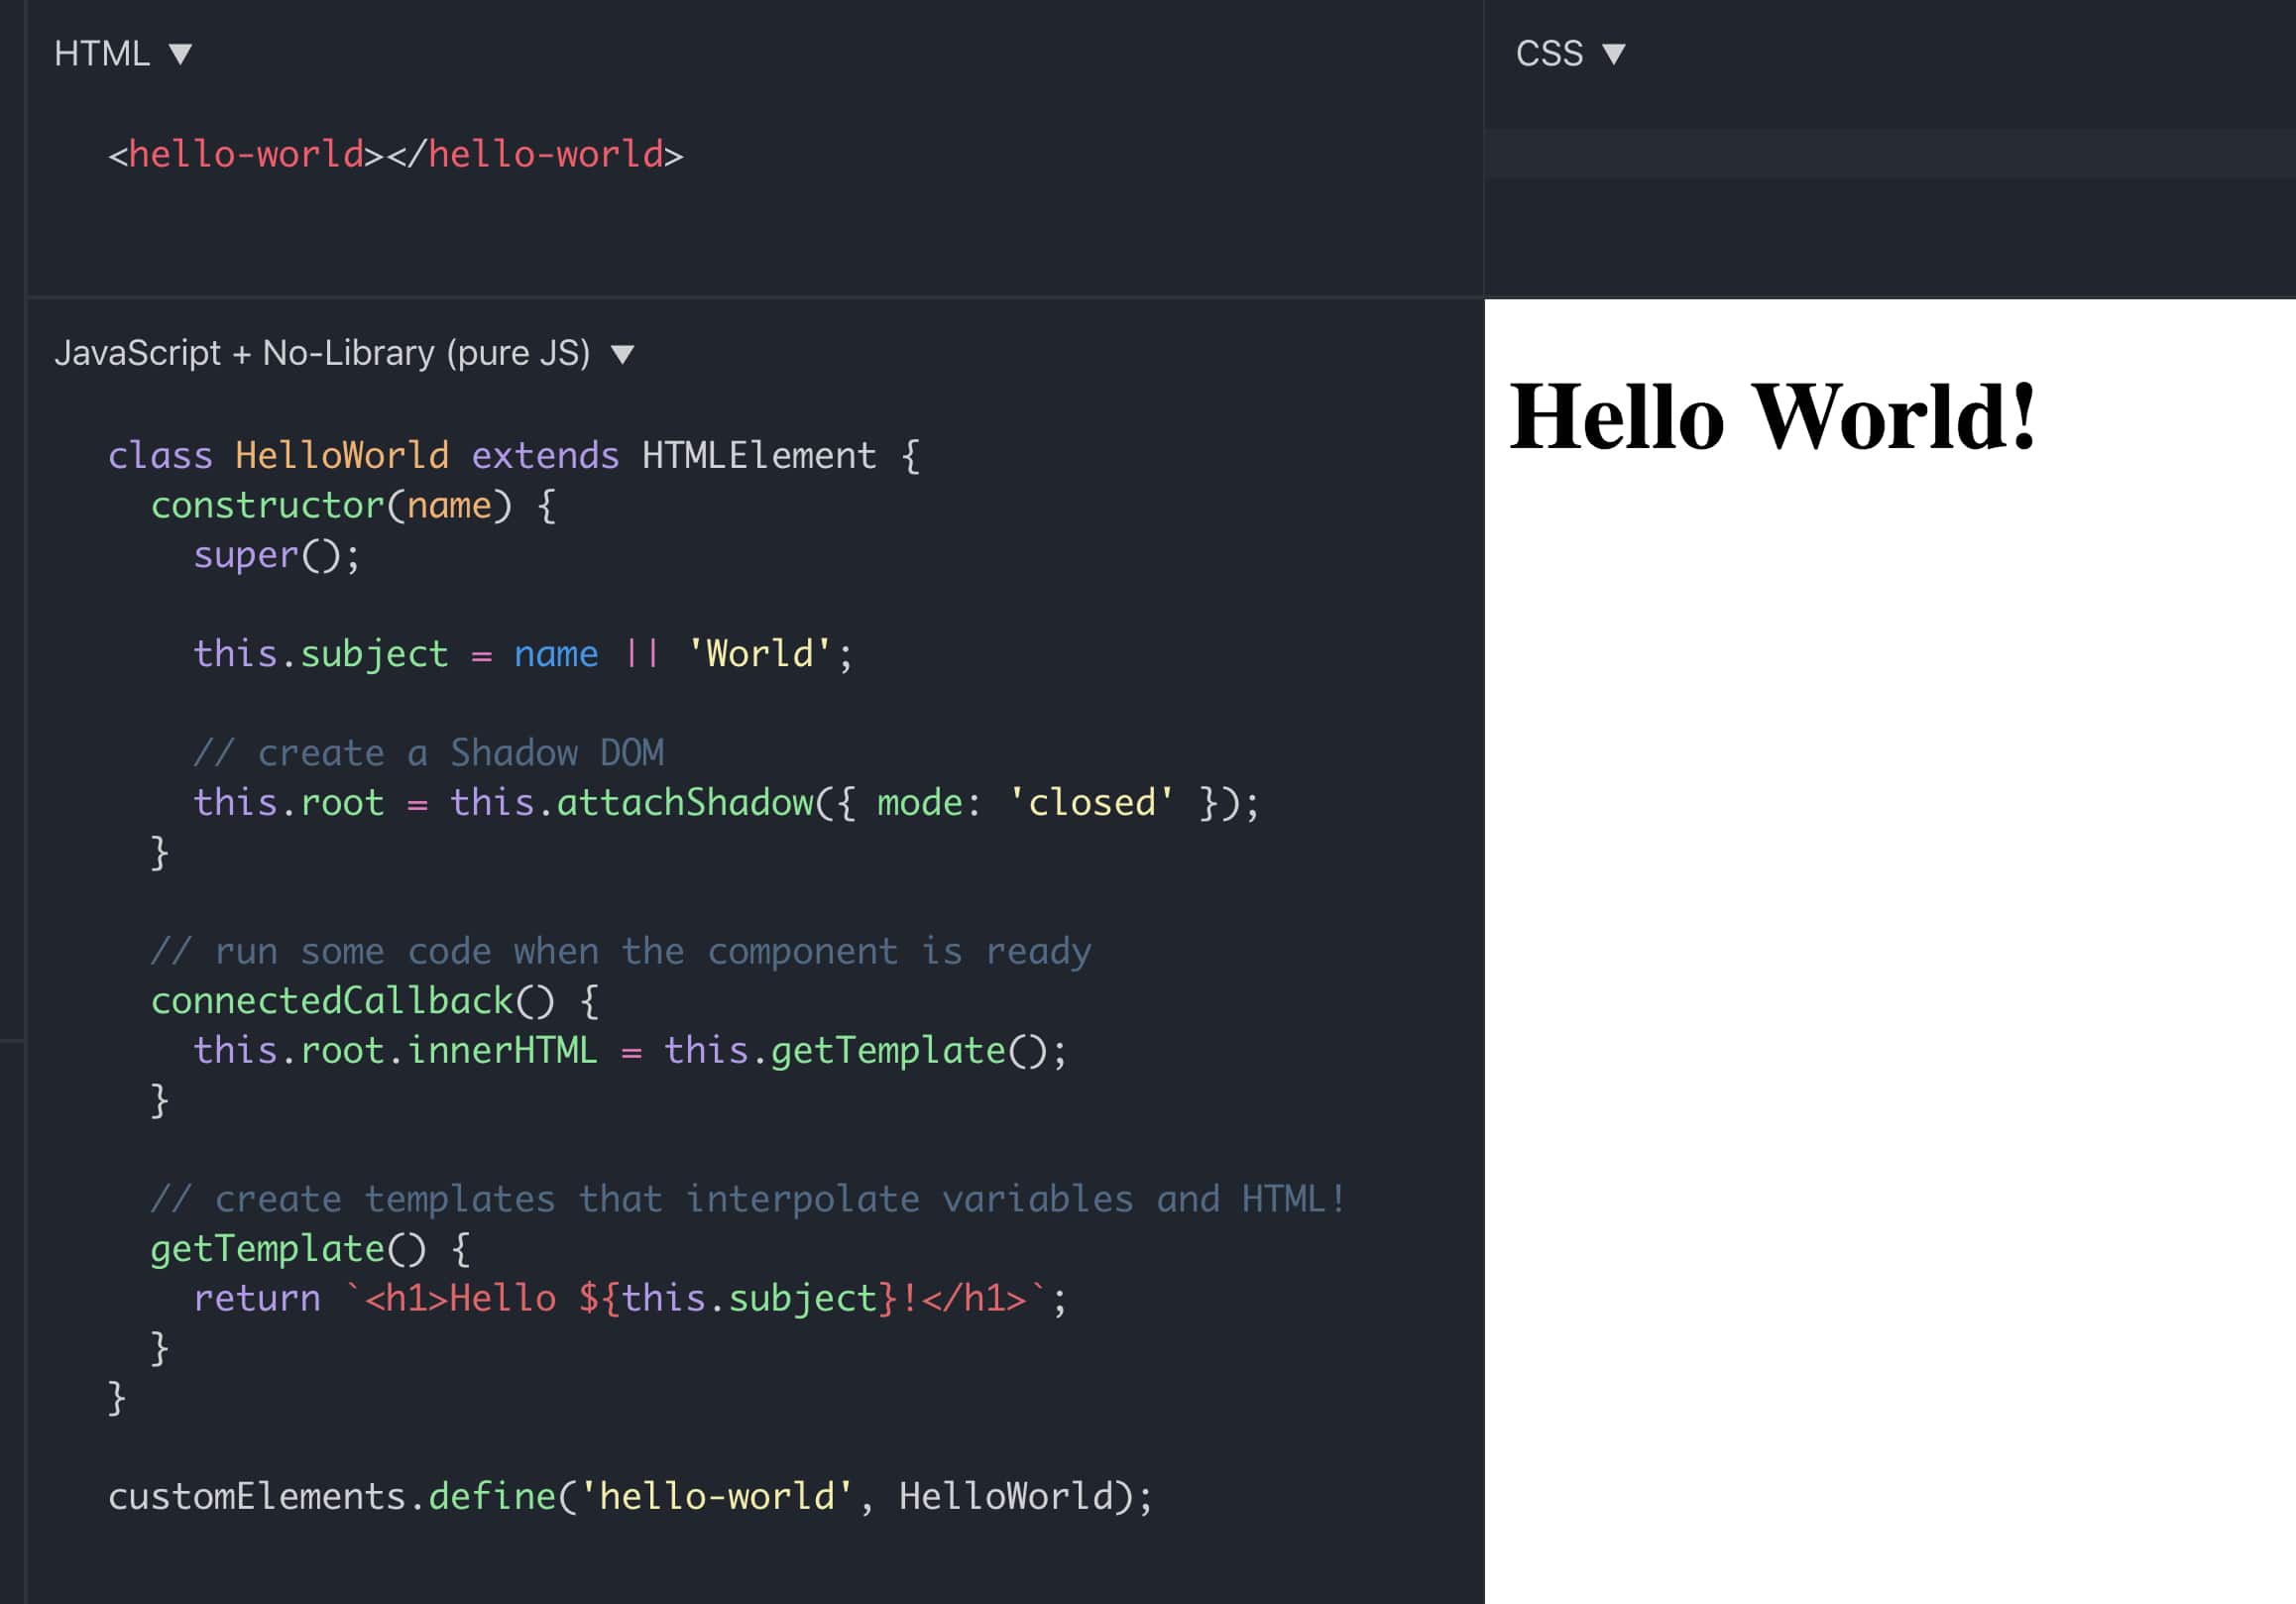 HTML ▼
<hello-world></hello-world>
CSS ▼
JavaScript + No-Library (pure JS) ▼
class HelloWorld extends HTMLElement {
  constructor(name) {
    super();

    this.subject = name || 'World';

    // create a Shadow DOM
    this.root = this.attachShadow({ mode: 'closed' });
  }

  // run some code when the component is ready
  connectedCallback() {
    this.root.innerHTML = this.getTemplate();
  }

  // create templates that interpolate variables and HTML!
  getTemplate() {
    return `<h1>Hello ${this.subject}!</h1>`;
  }
}

customElements.define('hello-world', HelloWorld);
Hello World!